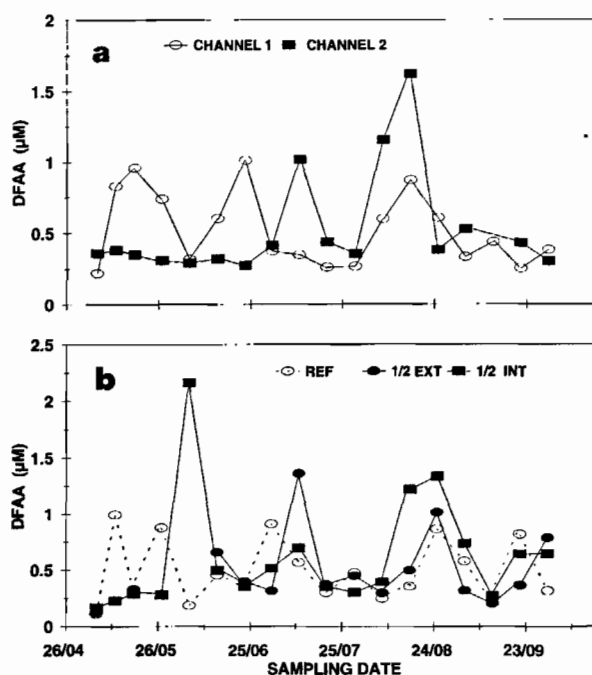 2
a
CHANNEL 1
CHANNEL 2
1.5
DFAA (µM)
1
0.5
0
2.5
b
REF
1/2 EXT
1/2 INT
2
1.5
DFAA (µM)
1
0.5
0
26/04 26/05 25/06 25/07 24/08 23/09
SAMPLING DATE